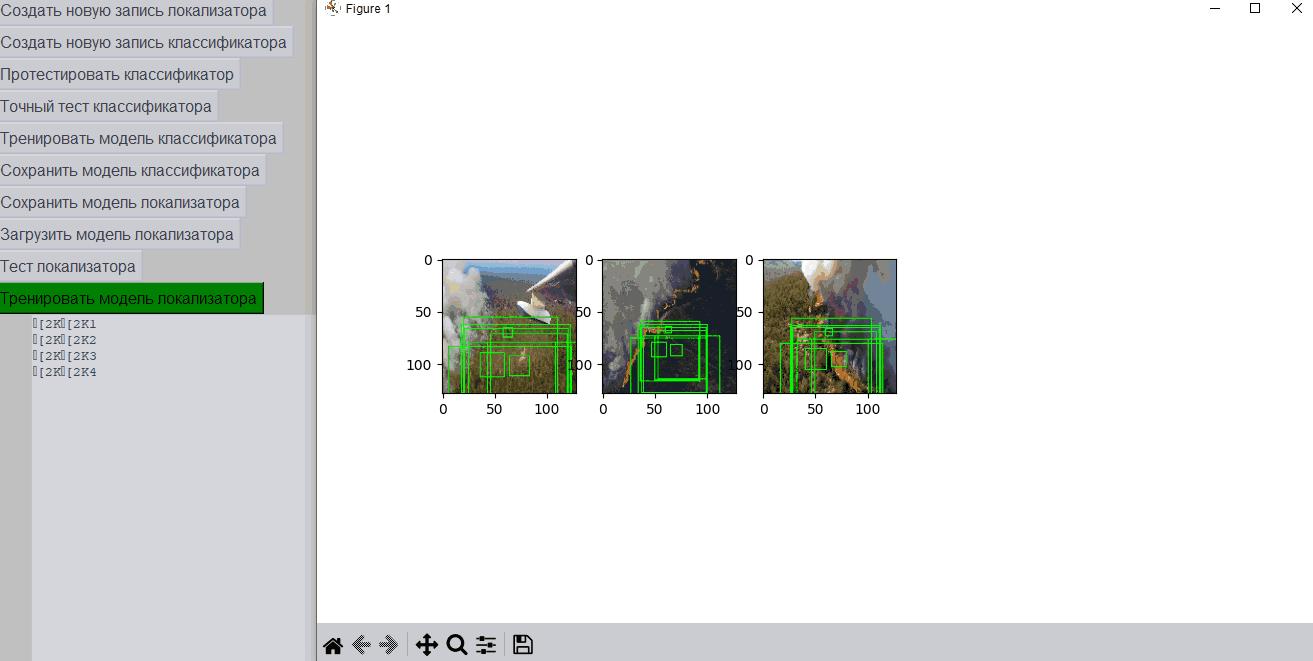 Создать новую запись локализатора
Создать новую запись классификатора
Протестировать классификатор
Точный тест классификатора
Тренировать модель классификатора
Сохранить модель классификатора
Сохранить модель локализатора
Загрузить модель локализатора
Тест локализатора
Тренировать модель локализатора
[2K[2K1
[2K[2K2
[2K[2K3
[2K[2K4
Figure 1
0 0 0
50 50 50
100 100 100
0 50 100 0 50 100 0 50 100